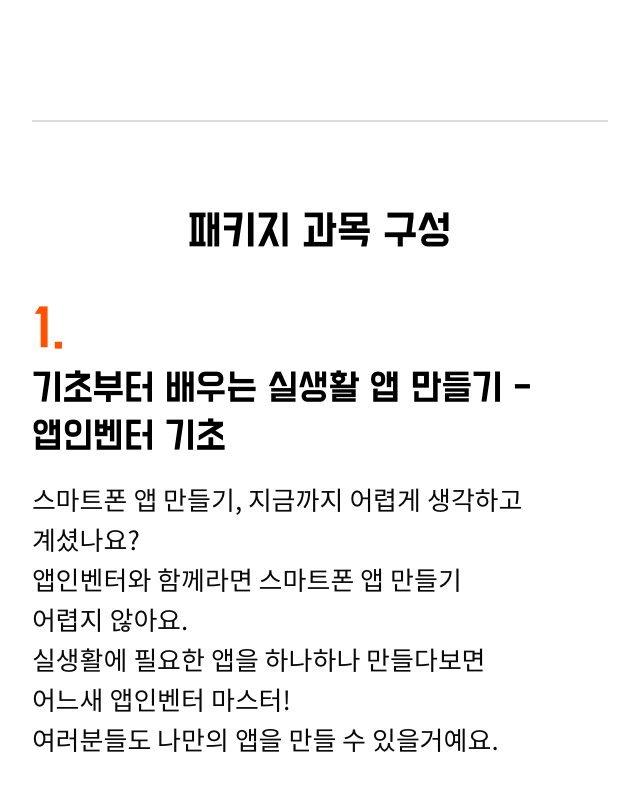 패키지 과목 구성
1.
기초부터 배우는 실생활 앱 만들기 -
앱인벤터 기초
스마트폰 앱 만들기, 지금까지 어렵게 생각하고
계셨나요?
앱인벤터와 함께라면 스마트폰 앱 만들기
어렵지 않아요.
실생활에 필요한 앱을 하나하나 만들다보면
어느새 앱인벤터 마스터!
여러분들도 나만의 앱을 만들 수 있을거예요.